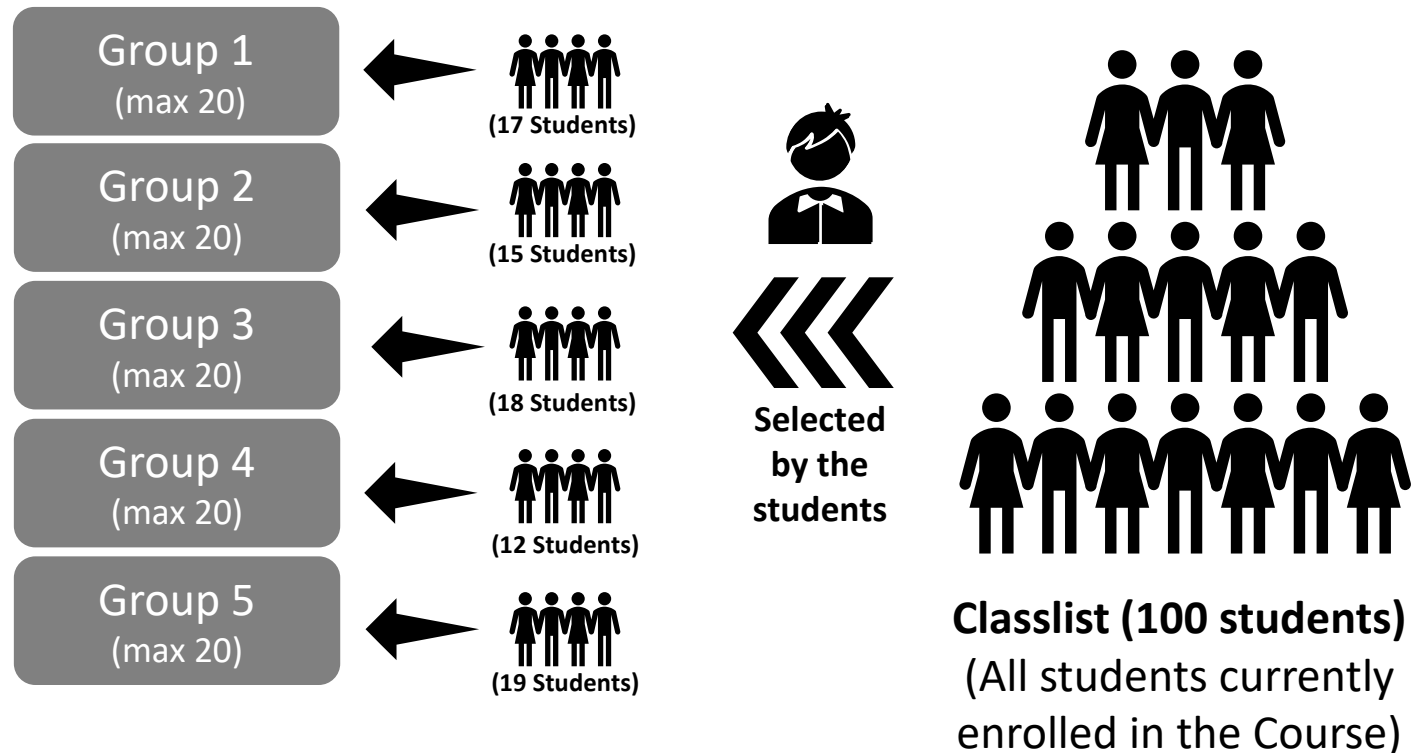 Group 1
(max 20)
(17 Students)
Group 2
(max 20)
(15 Students)
Group 3
(max 20)
(18 Students)
Group 4
(max 20)
(12 Students)
Group 5
(max 20)
(19 Students)
Selected
by the
students
Classlist (100 students)
(All students currently
enrolled in the Course)